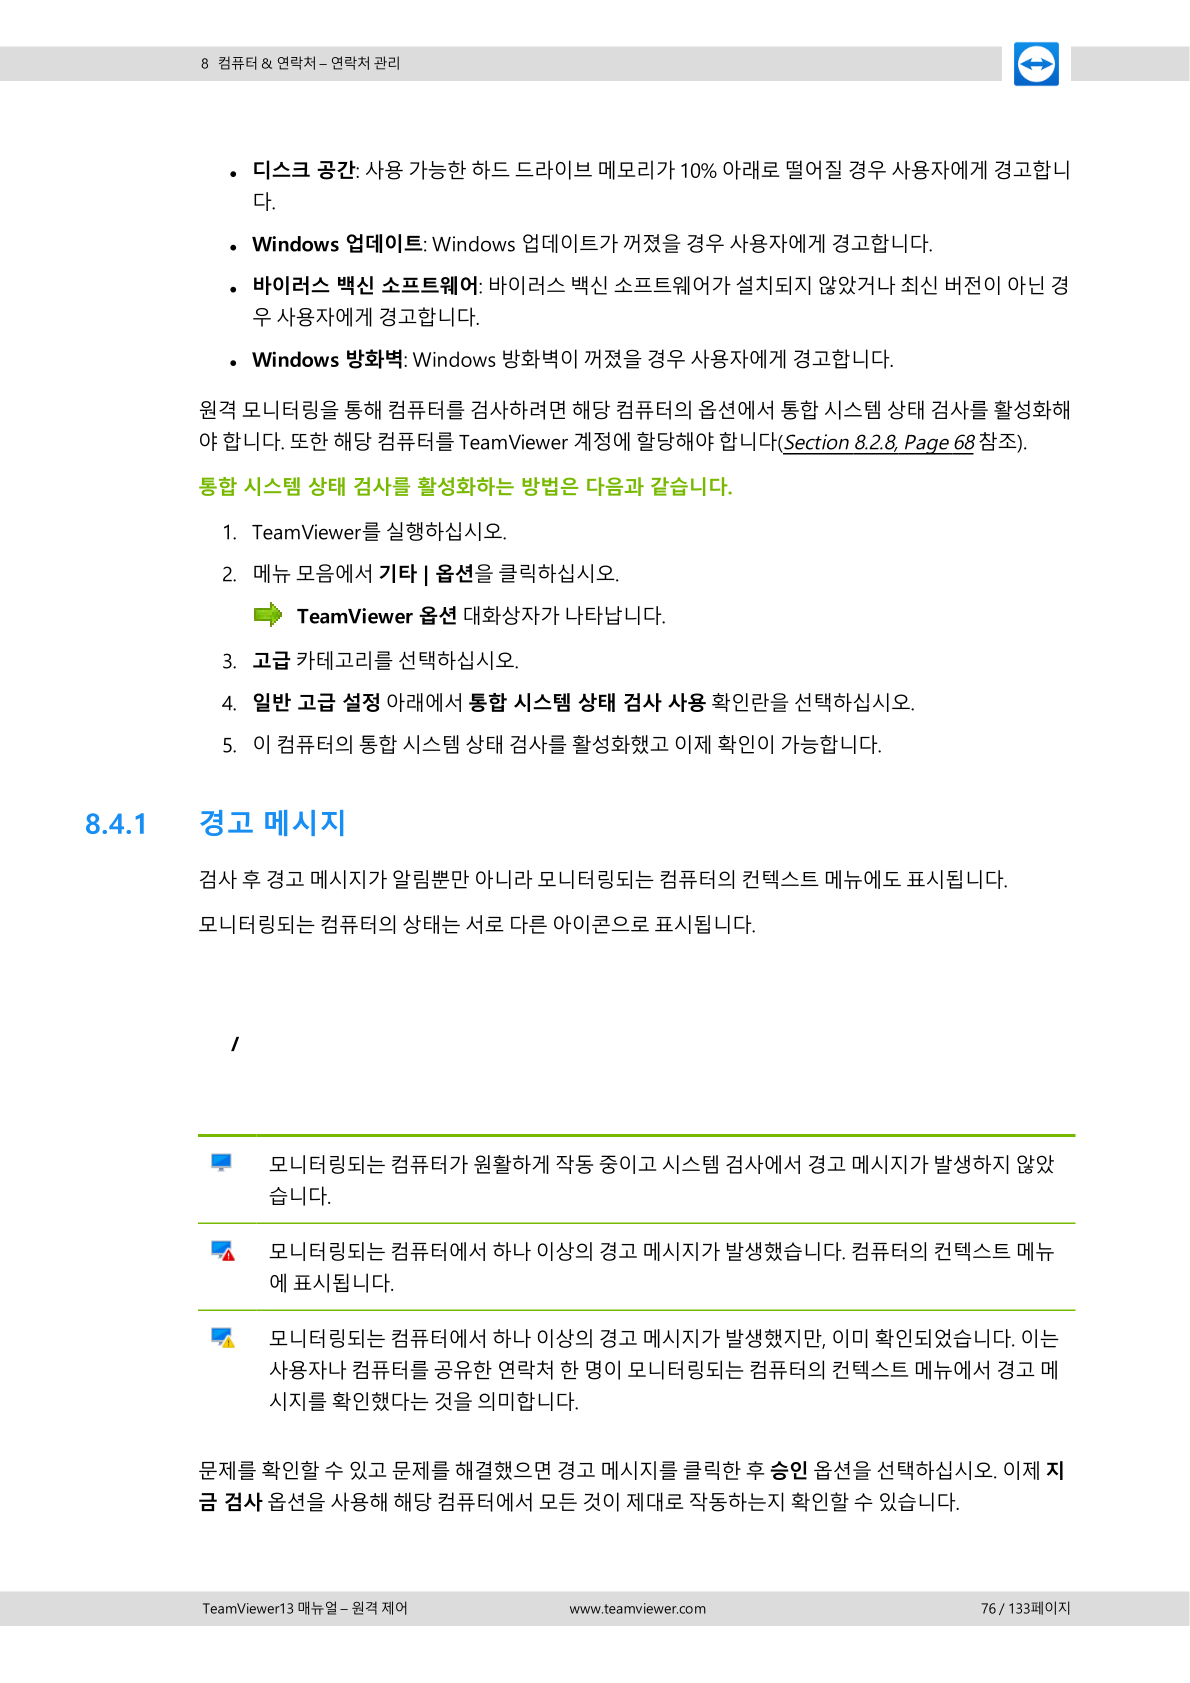 8 컴퓨터 & 연락처 – 연락처 관리
• 디스크 공간: 사용 가능한 하드 드라이브 메모리가 10% 아래로 떨어질 경우 사용자에게 경고합니
다.
• Windows 업데이트: Windows 업데이트가 꺼졌을 경우 사용자에게 경고합니다.
• 바이러스 백신 소프트웨어: 바이러스 백신 소프트웨어가 설치되지 않았거나 최신 버전이 아닌 경
우 사용자에게 경고합니다.
• Windows 방화벽: Windows 방화벽이 꺼졌을 경우 사용자에게 경고합니다.
원격 모니터링을 통해 컴퓨터를 검사하려면 해당 컴퓨터의 옵션에서 통합 시스템 상태 검사를 활성화해
야 합니다. 또한 해당 컴퓨터를 TeamViewer 계정에 할당해야 합니다(Section 8.2.8, Page 68 참조).
통합 시스템 상태 검사를 활성화하는 방법은 다음과 같습니다.
1. TeamViewer를 실행하십시오.
2. 메뉴 모음에서 기타 | 옵션을 클릭하십시오.
TeamViewer 옵션 대화상자가 나타납니다.
3. 고급 카테고리를 선택하십시오.
4. 일반 고급 설정 아래에서 통합 시스템 상태 검사 사용 확인란을 선택하십시오.
5. 이 컴퓨터의 통합 시스템 상태 검사를 활성화했고 이제 확인이 가능합니다.
8.4.1 경고 메시지
검사 후 경고 메시지가 알림뿐만 아니라 모니터링되는 컴퓨터의 컨텍스트 메뉴에도 표시됩니다.
모니터링되는 컴퓨터의 상태는 서로 다른 아이콘으로 표시됩니다.
/
모니터링되는 컴퓨터가 원활하게 작동 중이고 시스템 검사에서 경고 메시지가 발생하지 않았
습니다.
모니터링되는 컴퓨터에서 하나 이상의 경고 메시지가 발생했습니다. 컴퓨터의 컨텍스트 메뉴
에 표시됩니다.
모니터링되는 컴퓨터에서 하나 이상의 경고 메시지가 발생했지만, 이미 확인되었습니다. 이는
사용자나 컴퓨터를 공유한 연락처 한 명이 모니터링되는 컴퓨터의 컨텍스트 메뉴에서 경고 메
시지를 확인했다는 것을 의미합니다.
문제를 확인할 수 있고 문제를 해결했으면 경고 메시지를 클릭한 후 승인 옵션을 선택하십시오. 이제 지
금 검사 옵션을 사용해 해당 컴퓨터에서 모든 것이 제대로 작동하는지 확인할 수 있습니다.
TeamViewer13 매뉴얼 – 원격 제어 www.teamviewer.com 76 / 133페이지